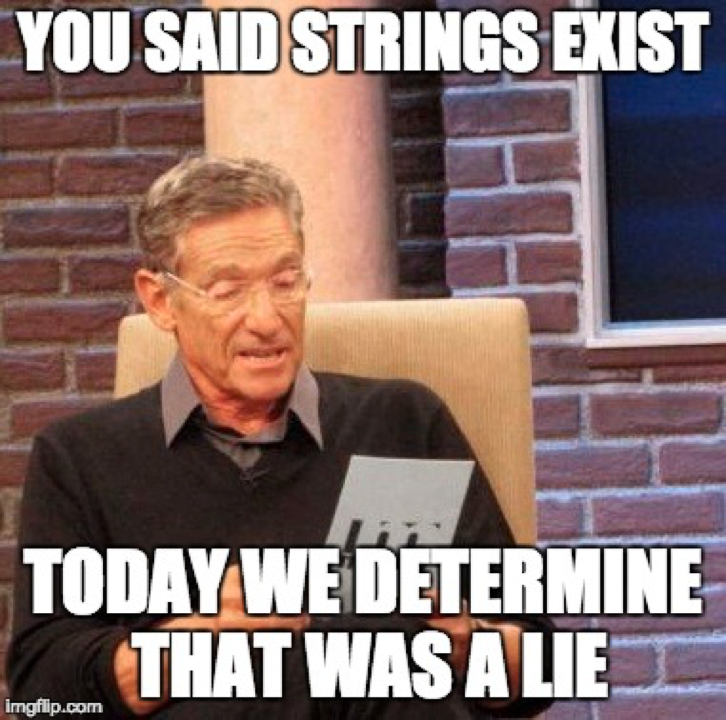 YOU SAID STRINGS EXIST
TODAY WE DETERMINE
THAT WAS A LIE
imgflip.com